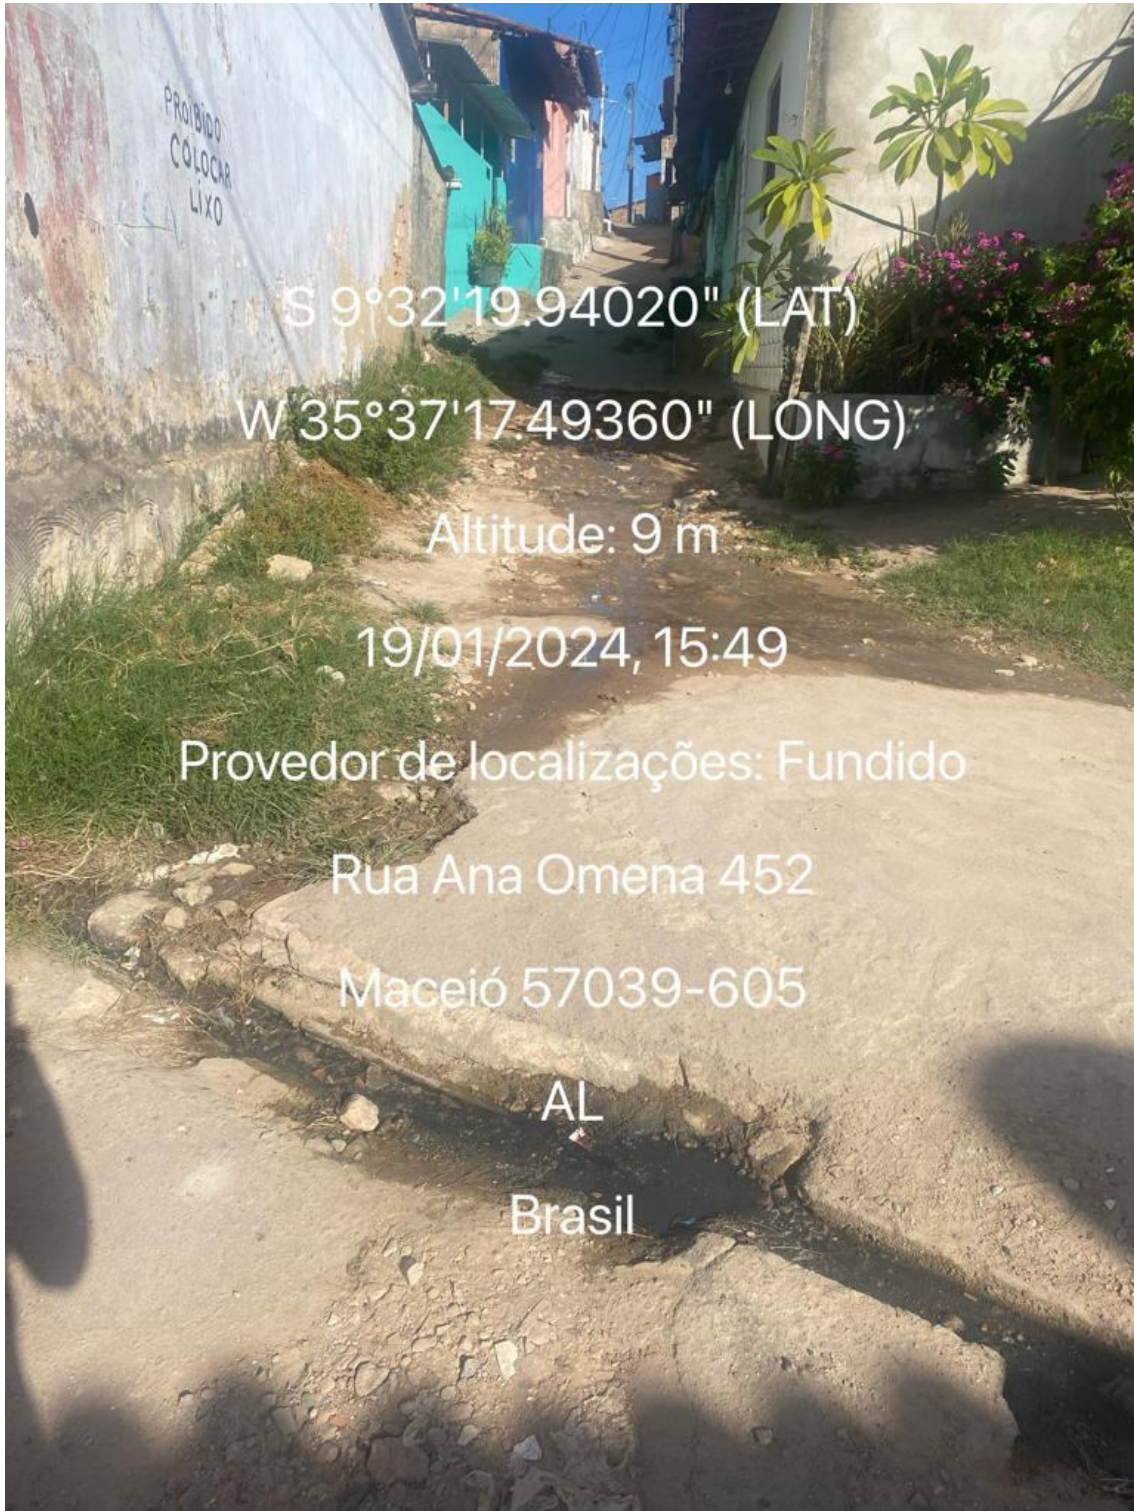 PROIBIDO
COLOCAR
LIXO
S 9°32'19.94020" (LAT)
W 35°37'17.49360" (LONG)
Altitude: 9 m
19/01/2024, 15:49
Provedor de localizações: Fundido
Rua Ana Omena 452
Maceió 57039-605
AL
Brasil